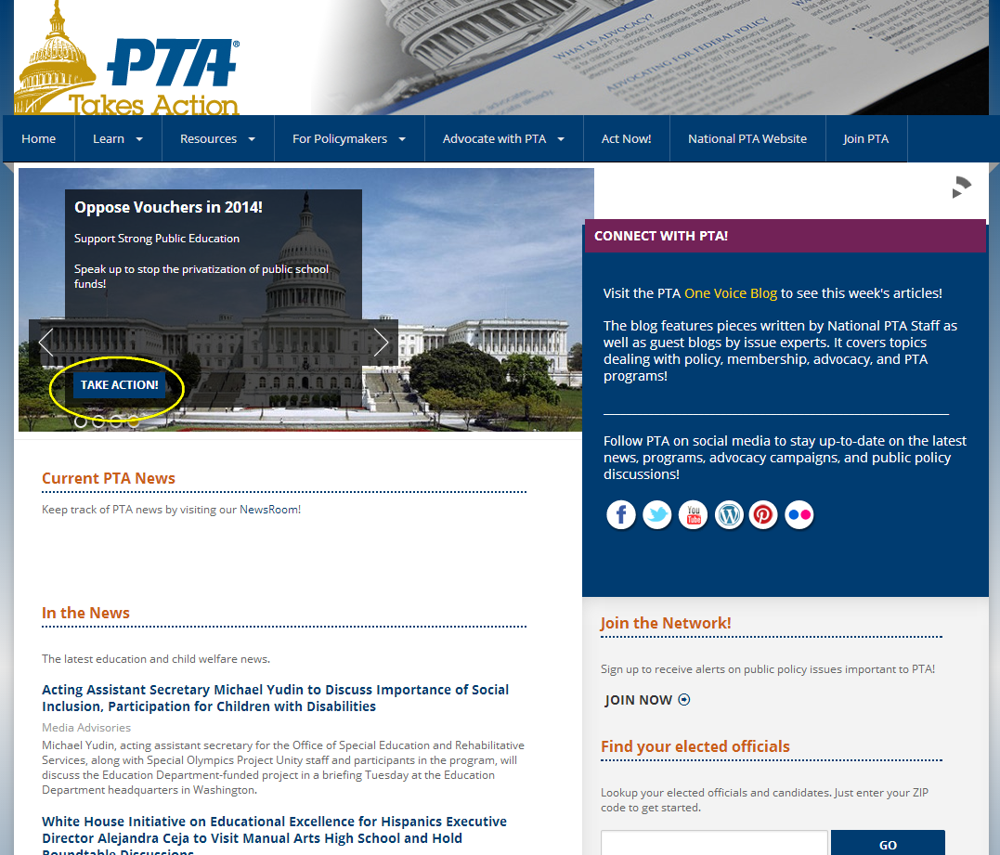 PTA®
Takes Action
WHAT IS ADVOCACY?
ADVOCATING FOR FEDERAL POLICY
Home
Learn
Resources
For Policymakers
Advocate with PTA
Act Now!
National PTA Website
Join PTA
Oppose Vouchers in 2014!
Support Strong Public Education
Speak up to stop the privatization of public school
funds!
TAKE ACTION!
CONNECT WITH PTA!
Visit the PTA One Voice Blog to see this week's articles!
The blog features pieces written by National PTA Staff as
well as guest blogs by issue experts. It covers topics
dealing with policy, membership, advocacy, and PTA
programs!
Follow PTA on social media to stay up-to-date on the latest
news, programs, advocacy campaigns, and public policy
discussions!
You
Tube
Current PTA News
Keep track of PTA news by visiting our NewsRoom!
In the News
The latest education and child welfare news.
Acting Assistant Secretary Michael Yudin to Discuss Importance of Social
Inclusion, Participation for Children with Disabilities
Media Advisories
Michael Yudin, acting assistant secretary for the Office of Special Education and Rehabilitative
Services, along with Special Olympics Project Unity staff and participants in the program, will
discuss the Education Department-funded project in a briefing Tuesday at the Education
Department headquarters in Washington.
White House Initiative on Educational Excellence for Hispanics Executive
Director Alejandra Ceja to Visit Manual Arts High School and Hold
Roundtable Discussions
Join the Network!
Sign up to receive alerts on public policy issues important to PTA!
JOIN NOW
Find your elected officials
Lookup your elected officials and candidates. Just enter your ZIP
code to get started.
GO